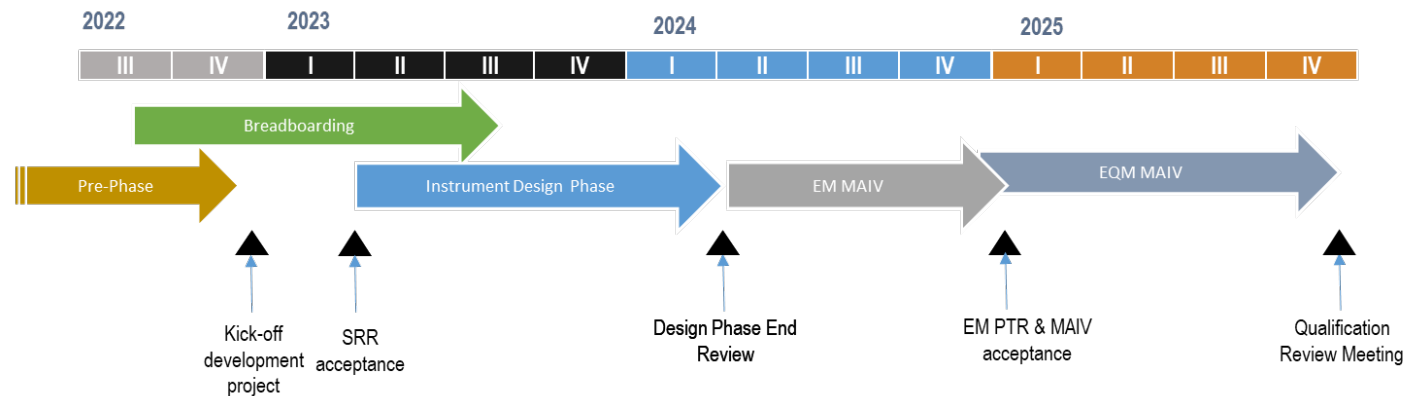 2022 2023 2024 2025
III IV I II III IV I II III IV I II III IV
Breadboarding
Pre-Phase Instrument Design Phase EM MAIV EQM MAIV
Kick-off
development
project
SRR
acceptance
Design Phase End
Review
EM PTR & MAIV
acceptance
Qualification
Review Meeting